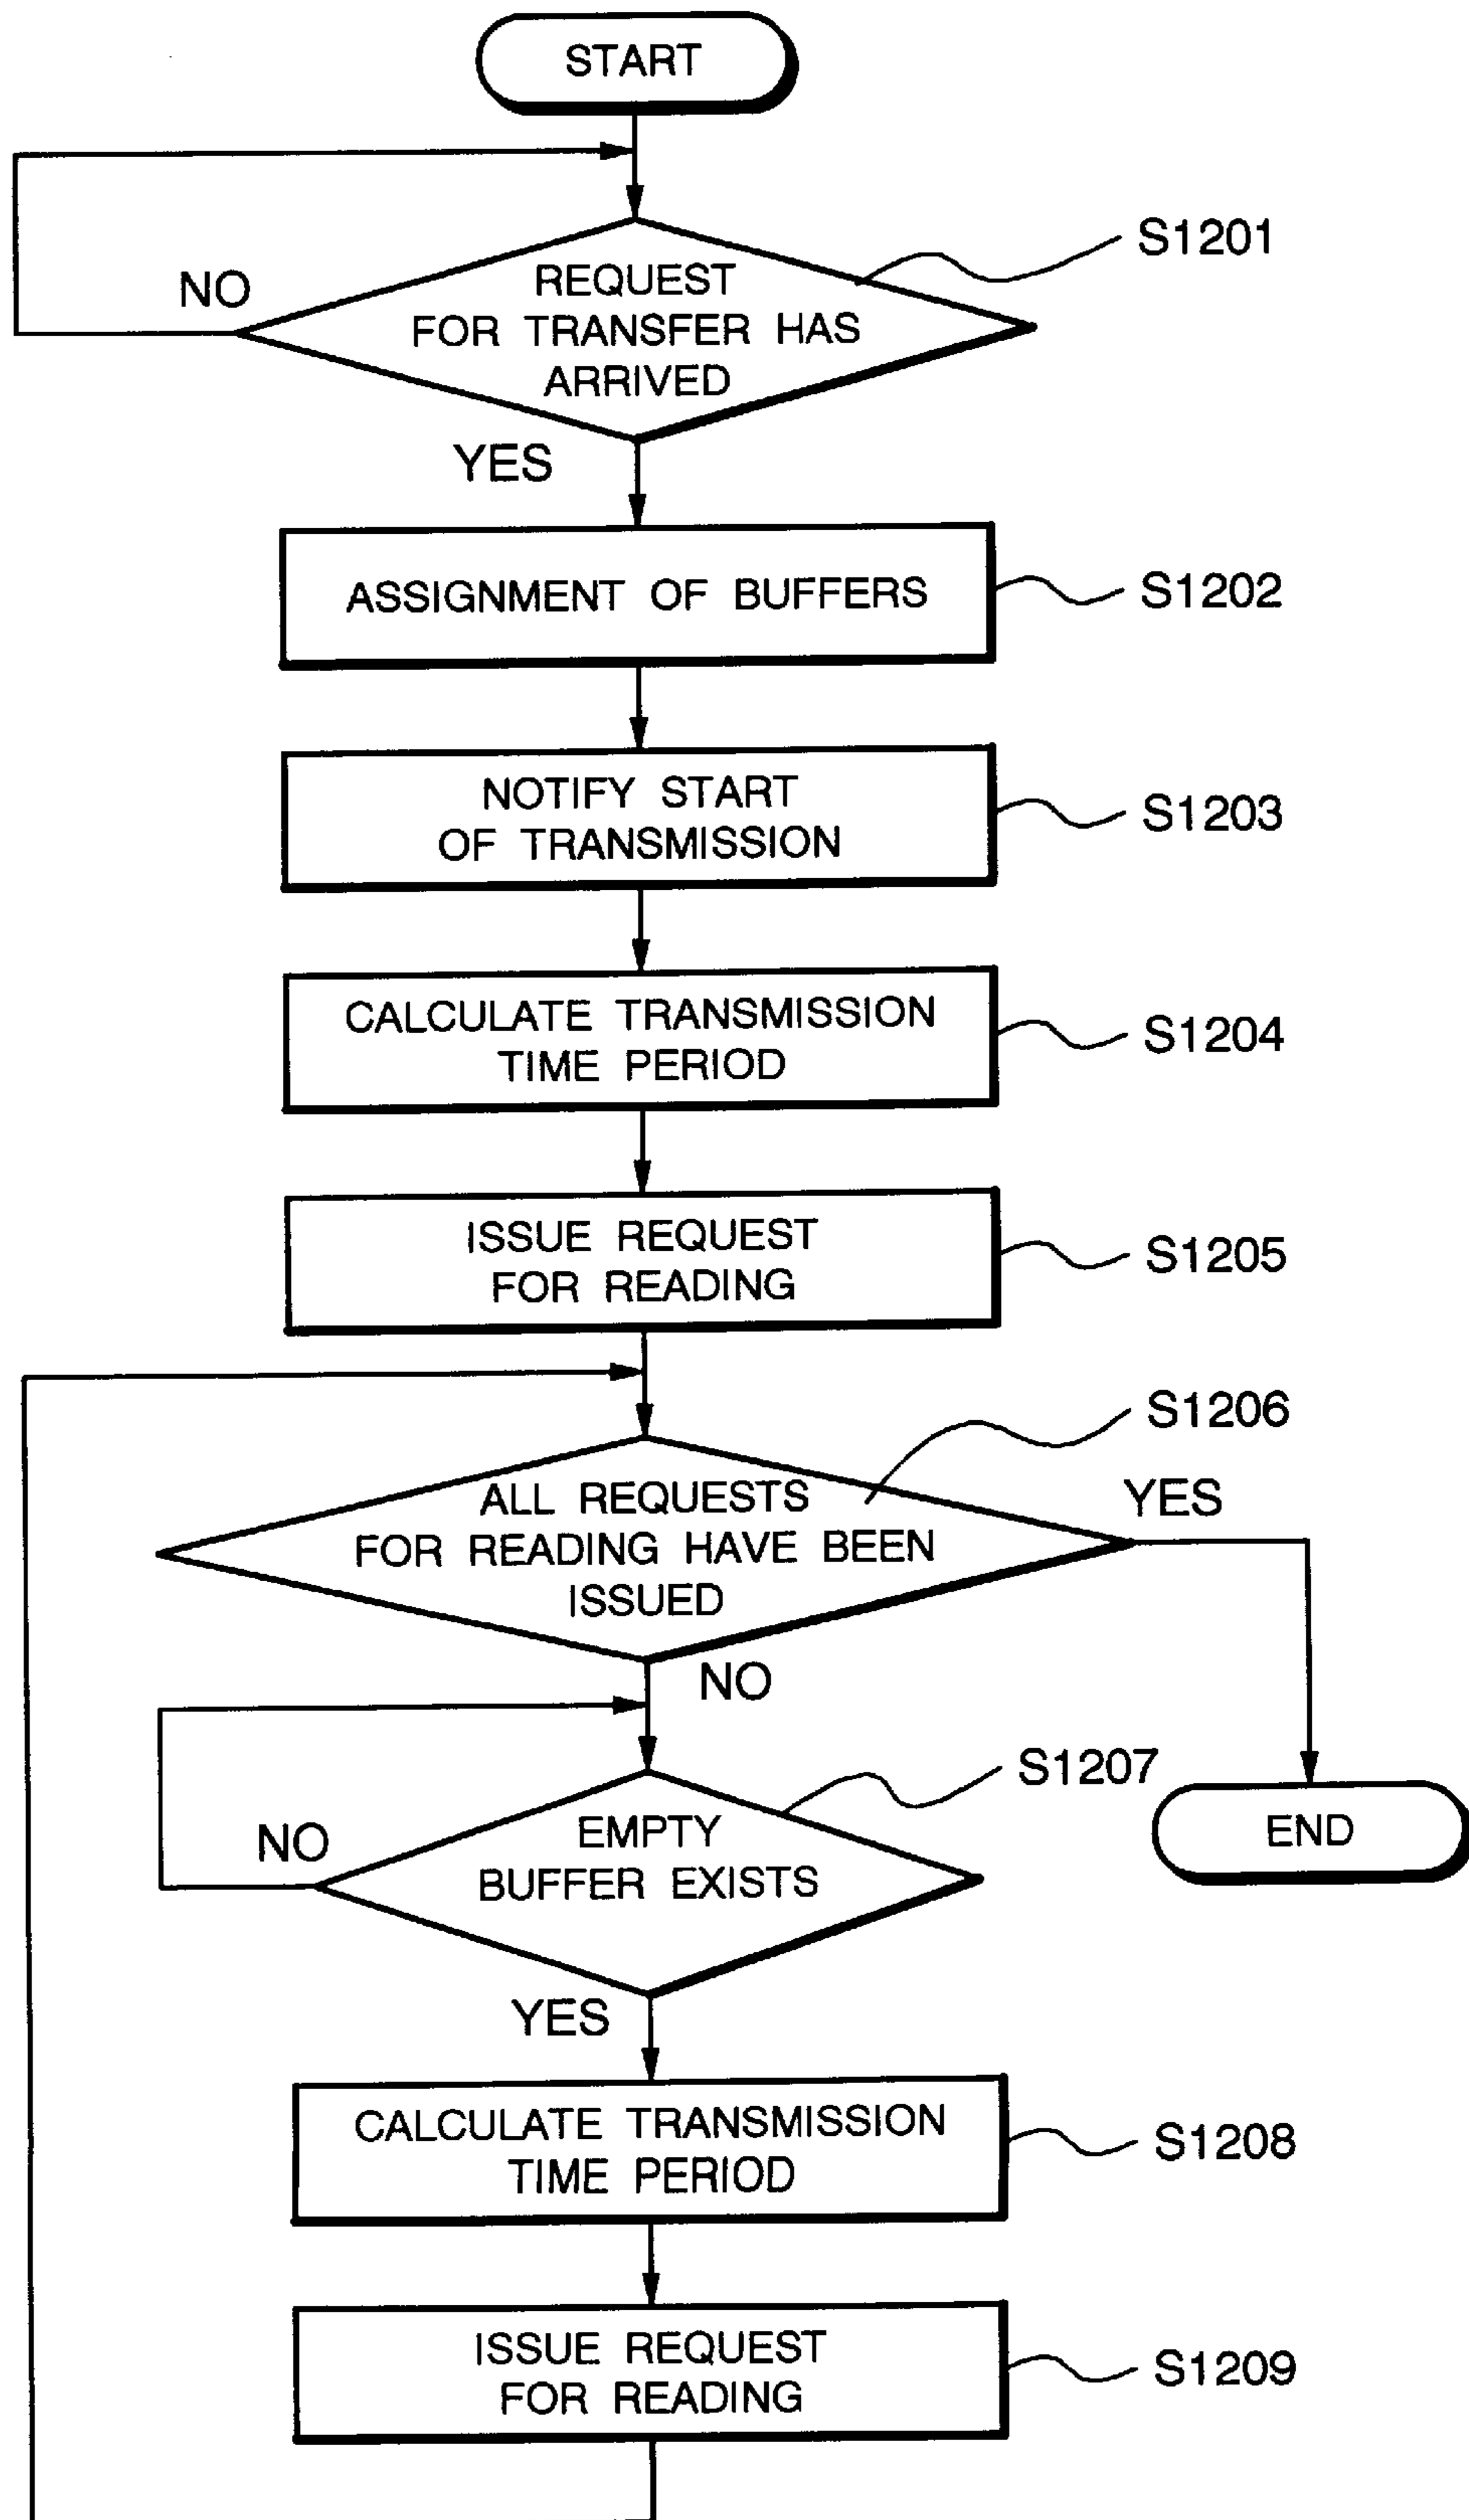 START
S1201
NO
REQUEST
FOR TRANSFER HAS
ARRIVED
YES
ASSIGNMENT OF BUFFERS
S1202
NOTIFY START
OF TRANSMISSION
S1203
CALCULATE TRANSMISSION
TIME PERIOD
S1204
ISSUE REQUEST
FOR READING
S1205
S1206
YES
ALL REQUESTS
FOR READING HAVE BEEN
ISSUED
NO
S1207
NO
EMPTY
BUFFER EXISTS
END
YES
CALCULATE TRANSMISSION
TIME PERIOD
S1208
ISSUE REQUEST
FOR READING
S1209